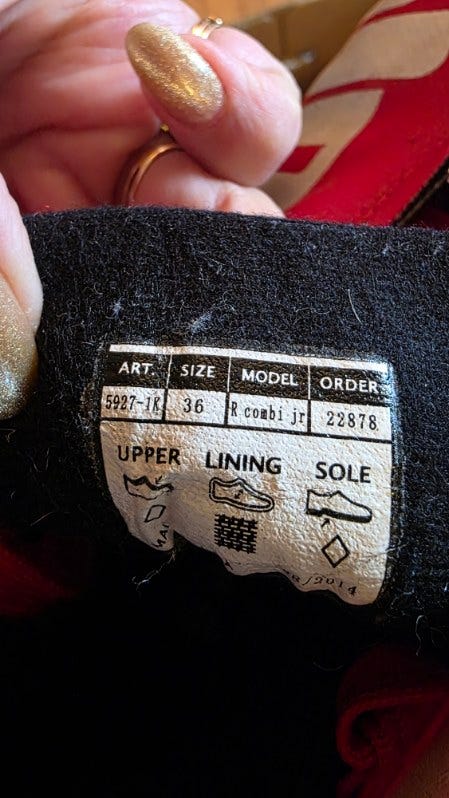 ART. SIZE MODEL ORDER
5927-1K 36 R combi jr 22878
UPPER LINING SOLE
/2014